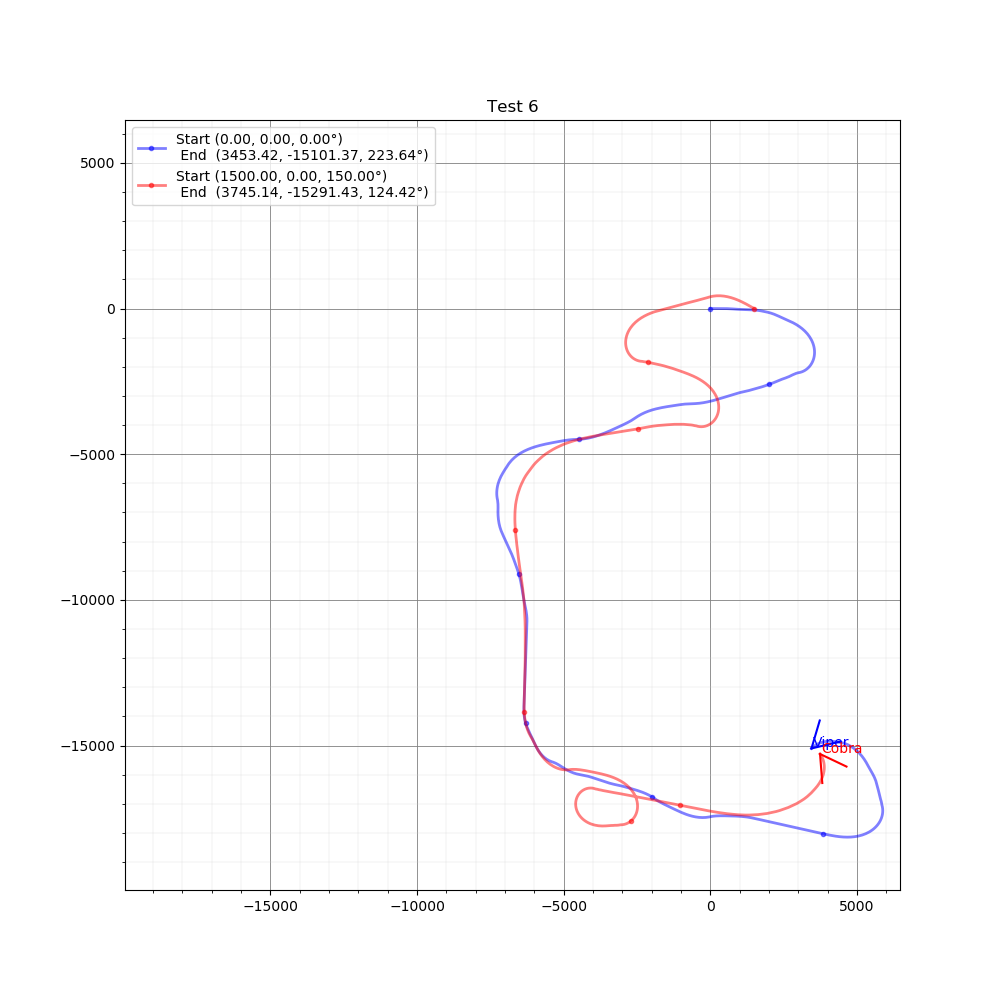 Test 6
Start (0.00, 0.00, 0.00°)
End (3453.42, -15101.37, 223.64°)
Start (1500.00, 0.00, 150.00°)
End (3745.14, -15291.43, 124.42°)
5000
0
−5000
−10000
−15000
Viper
Cobra
−15000 −10000 −5000 0 5000